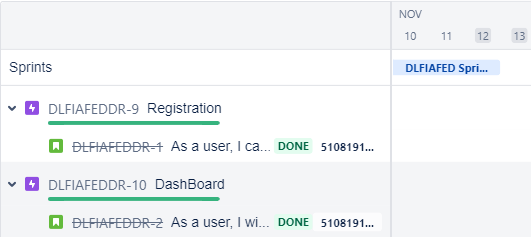 NOV
10 11 12 13
Sprints DLFIAFED Spri...
DLFIAFEDDR-9 Registration
DLFIAFEDDR-1 As a user, I ca... DONE 5108191...
DLFIAFEDDR-10 DashBoard
DLFIAFEDDR-2 As a user, I wi... DONE 5108191...